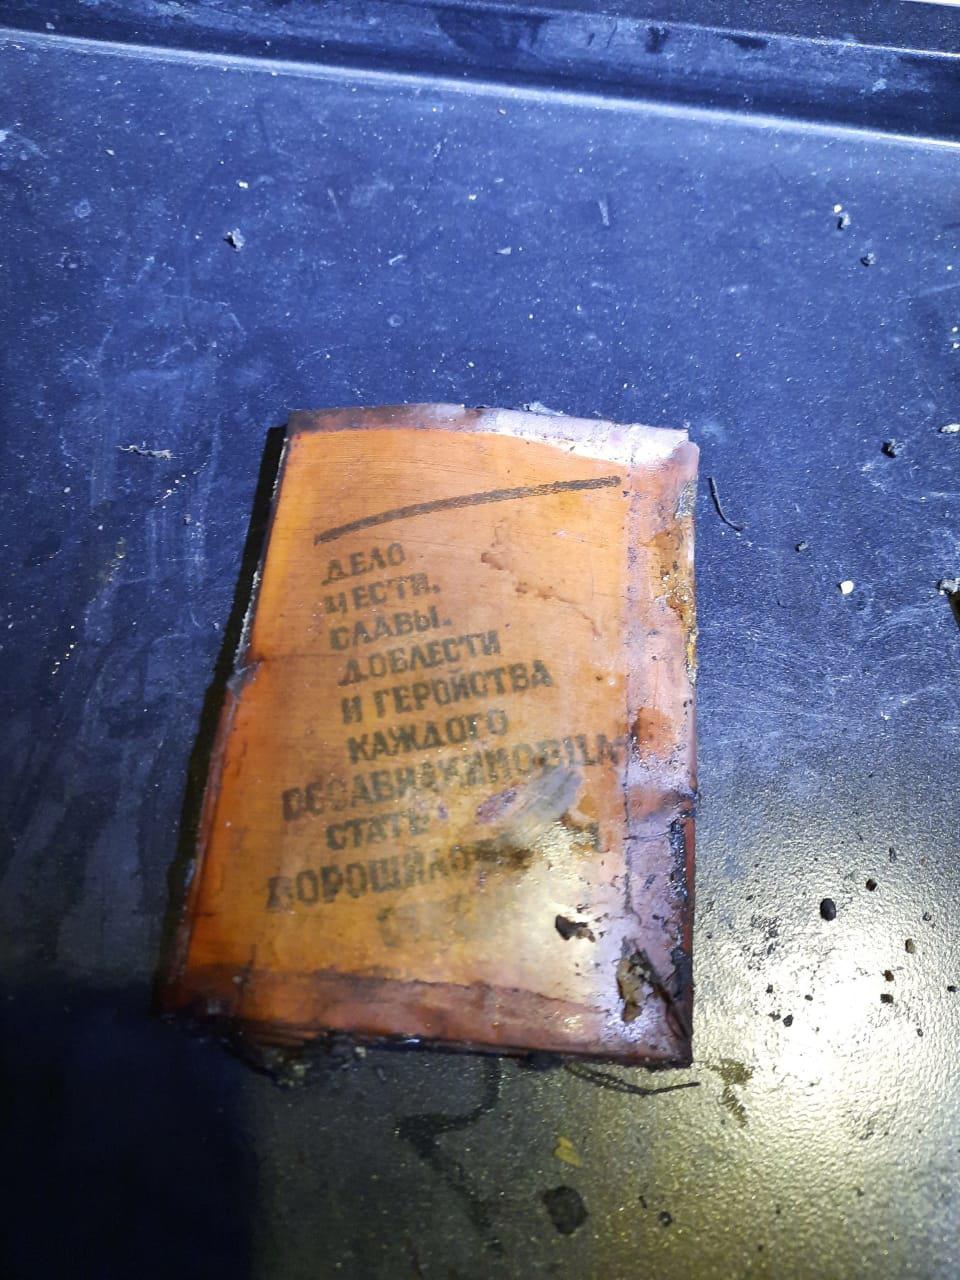 ДЕЛО
ЧЕСТИ,
СЛАВЫ,
ДОБЛЕСТИ
И ГЕРОЙСТВА
КАЖДОГО
ОСОАВИАХИМОВЦА
СТАТЬ